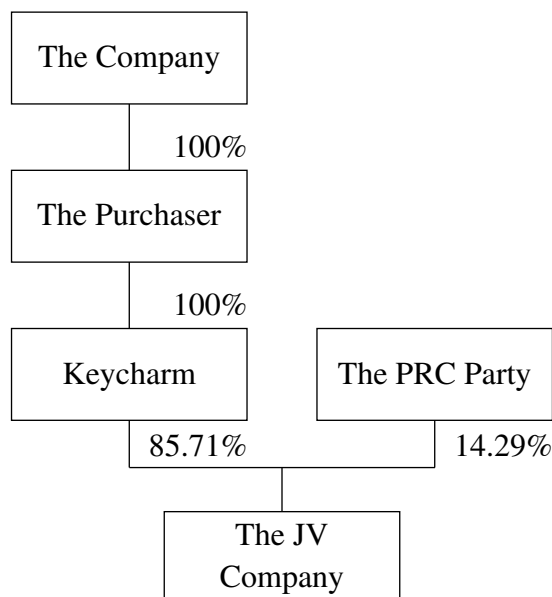 The Company
100%
The Purchaser
100%
Keycharm
The PRC Party
85.71%
14.29%
The JV
Company